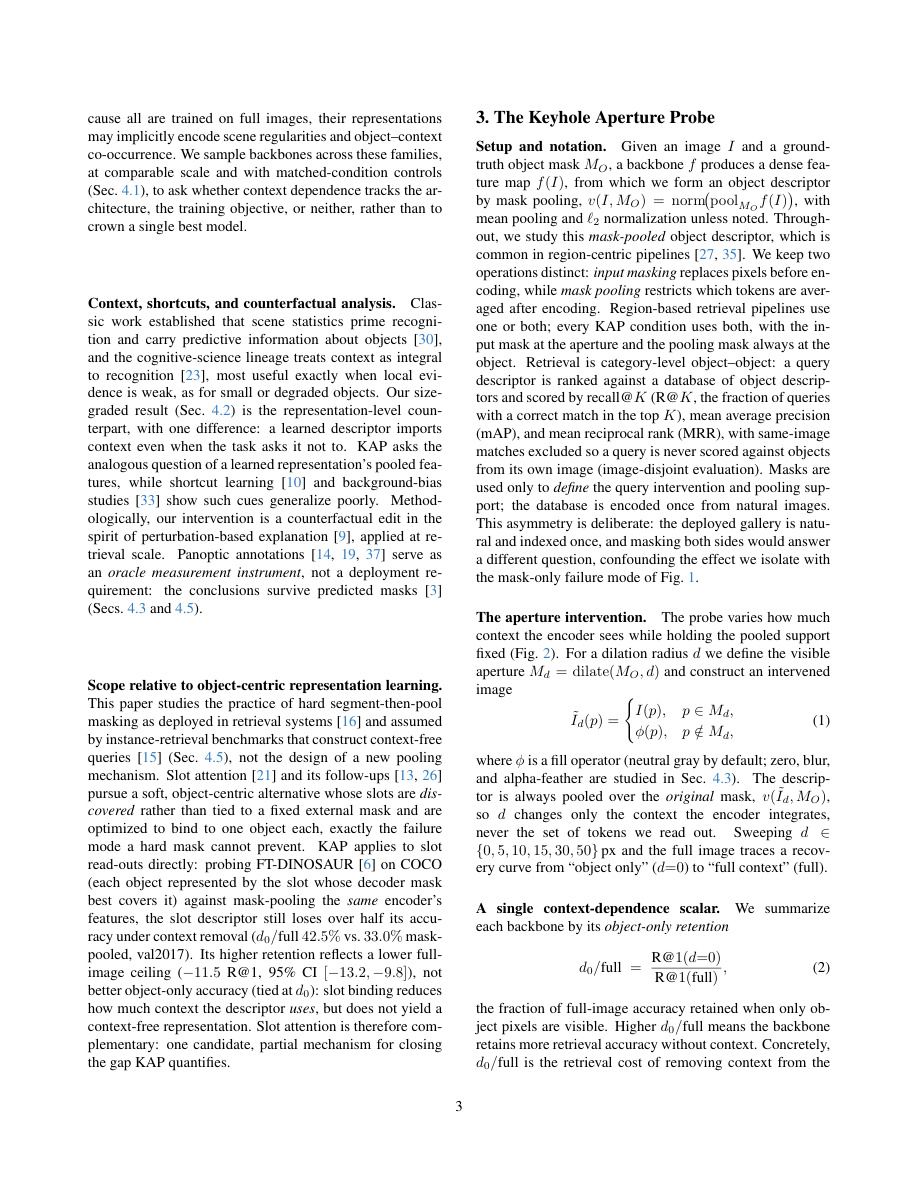 cause all are trained on full images, their representations
may implicitly encode scene regularities and object–context
co-occurrence. We sample backbones across these families,
at comparable scale and with matched-condition controls
(Sec. 4.1), to ask whether context dependence tracks the ar-
chitecture, the training objective, or neither, rather than to
crown a single best model.
Context, shortcuts, and counterfactual analysis. Clas-
sic work established that scene statistics prime recogni-
tion and carry predictive information about objects [30],
and the cognitive-science lineage treats context as integral
to recognition [23], most useful exactly when local evi-
dence is weak, as for small or degraded objects. Our size-
graded result (Sec. 4.2) is the representation-level coun-
terpart, with one difference: a learned descriptor imports
context even when the task asks it not to. KAP asks the
analogous question of a learned representation's pooled fea-
tures, while shortcut learning [10] and background-bias
studies [33] show such cues generalize poorly. Method-
ologically, our intervention is a counterfactual edit in the
spirit of perturbation-based explanation [9], applied at re-
trieval scale. Panoptic annotations [14, 19, 37] serve as
an oracle measurement instrument, not a deployment re-
quirement: the conclusions survive predicted masks [3]
(Secs. 4.3 and 4.5).
Scope relative to object-centric representation learning.
This paper studies the practice of hard segment-then-pool
masking as deployed in retrieval systems [16] and assumed
by instance-retrieval benchmarks that construct context-free
queries [15] (Sec. 4.5), not the design of a new pooling
mechanism. Slot attention [21] and its follow-ups [13, 26]
pursue a soft, object-centric alternative whose slots are dis-
covered rather than tied to a fixed external mask and are
optimized to bind to one object each, exactly the failure
mode a hard mask cannot prevent. KAP applies to slot
read-outs directly: probing FT-DINOSAUR [6] on COCO
(each object represented by the slot whose decoder mask
best covers it) against mask-pooling the same encoder's
features, the slot descriptor still loses over half its accu-
racy under context removal (d₀/full 42.5% vs. 33.0% mask-
pooled, val2017). Its higher retention reflects a lower full-
image ceiling (−11.5 R@1, 95% CI [−13.2, −9.8]), not
better object-only accuracy (tied at d₀): slot binding reduces
how much context the descriptor uses, but does not yield a
context-free representation. Slot attention is therefore com-
plementary: one candidate, partial mechanism for closing
the gap KAP quantifies.
3. The Keyhole Aperture Probe
Setup and notation. Given an image I and a ground-
truth object mask M_O, a backbone f produces a dense fea-
ture map f(I), from which we form an object descriptor
by mask pooling, v(I, M_O) = norm(pool_{M_O} f(I)), with
mean pooling and ℓ₂ normalization unless noted. Through-
out, we study this mask-pooled object descriptor, which is
common in region-centric pipelines [27, 35]. We keep two
operations distinct: input masking replaces pixels before en-
coding, while mask pooling restricts which tokens are aver-
aged after encoding. Region-based retrieval pipelines use
one or both; every KAP condition uses both, with the in-
put mask at the aperture and the pooling mask always at the
object. Retrieval is category-level object–object: a query
descriptor is ranked against a database of object descrip-
tors and scored by recall@K (R@K, the fraction of queries
with a correct match in the top K), mean average precision
(mAP), and mean reciprocal rank (MRR), with same-image
matches excluded so a query is never scored against objects
from its own image (image-disjoint evaluation). Masks are
used only to define the query intervention and pooling sup-
port; the database is encoded once from natural images.
This asymmetry is deliberate: the deployed gallery is natu-
ral and indexed once, and masking both sides would answer
a different question, confounding the effect we isolate with
the mask-only failure mode of Fig. 1.
The aperture intervention. The probe varies how much
context the encoder sees while holding the pooled support
fixed (Fig. 2). For a dilation radius d we define the visible
aperture M_d = dilate(M_O, d) and construct an intervened
image
Ĩ_d(p) = { I(p), p ∈ M_d,
φ(p), p ∉ M_d, (1)
where φ is a fill operator (neutral gray by default; zero, blur,
and alpha-feather are studied in Sec. 4.3). The descrip-
tor is always pooled over the original mask, v(Ĩ_d, M_O),
so d changes only the context the encoder integrates,
never the set of tokens we read out. Sweeping d ∈
{0, 5, 10, 15, 30, 50} px and the full image traces a recov-
ery curve from “object only” (d=0) to “full context” (full).
A single context-dependence scalar. We summarize
each backbone by its object-only retention
d₀/full = R@1(d=0) / R@1(full), (2)
the fraction of full-image accuracy retained when only ob-
ject pixels are visible. Higher d₀/full means the backbone
retains more retrieval accuracy without context. Concretely,
d₀/full is the retrieval cost of removing context from the
3